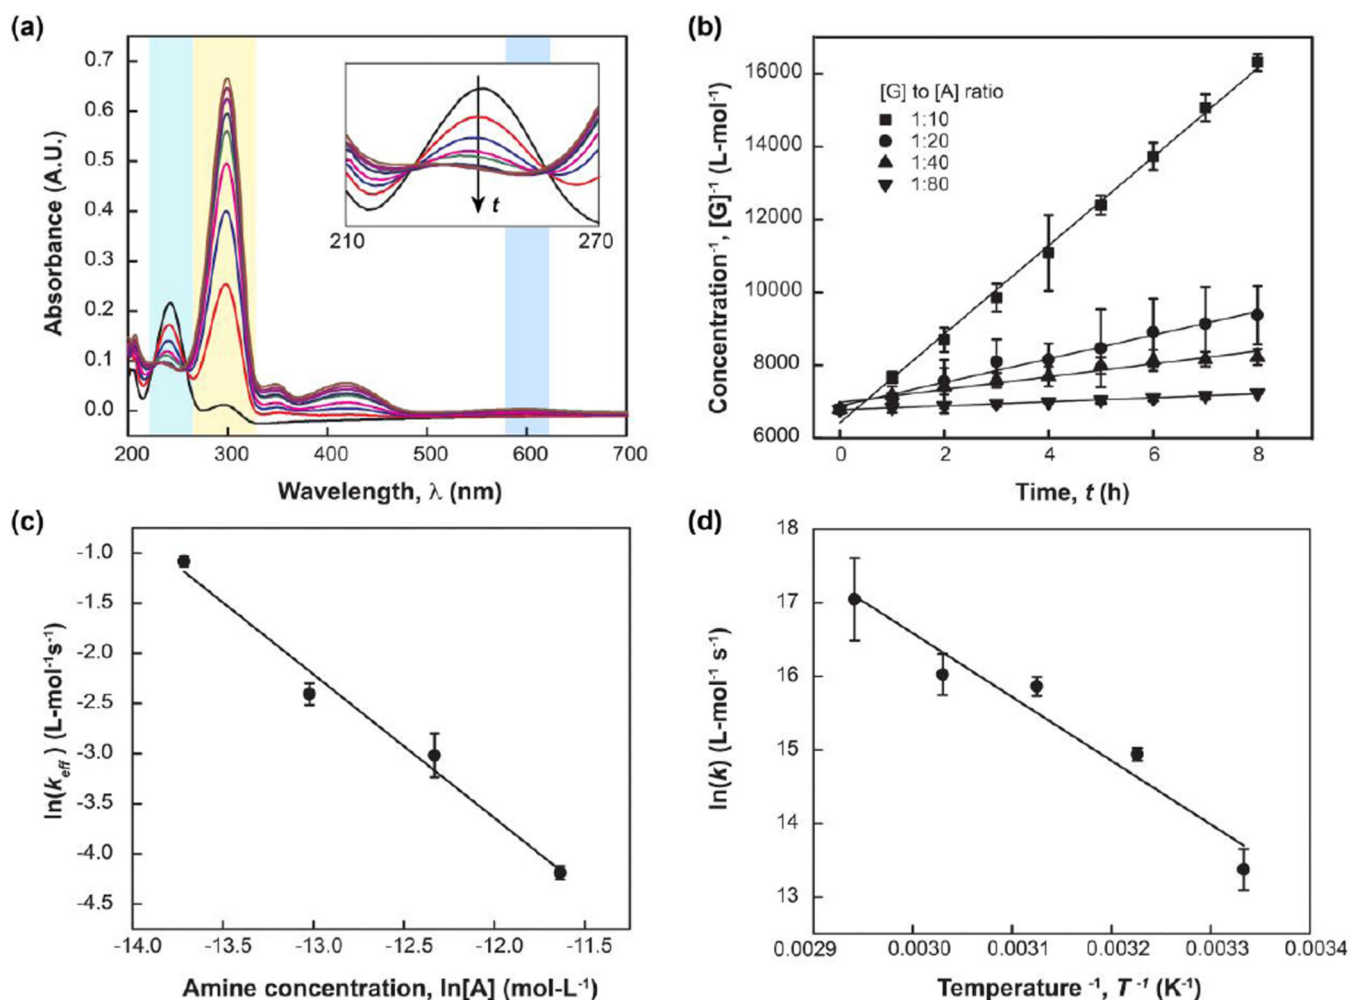 (a)
0.7
0.6
0.5
0.4
0.3
0.2
0.1
0.0
Absorbance (A.U.)
t
210 270
200 300 400 500 600 700
Wavelength, λ (nm)
(b)
16000
14000
12000
10000
8000
6000
Concentration⁻¹, [G]⁻¹ (L-mol⁻¹)
[G] to [A] ratio
1:10
1:20
1:40
1:80
0 2 4 6 8
Time, t (h)
(c)
-1.0
-1.5
-2.0
-2.5
-3.0
-3.5
-4.0
-4.5
ln(k_eff ) (L-mol⁻¹s⁻¹)
-14.0 -13.5 -13.0 -12.5 -12.0 -11.5
Amine concentration, ln[A] (mol-L⁻¹)
(d)
18
17
16
15
14
13
ln(k) (L-mol⁻¹ s⁻¹)
0.0029 0.0030 0.0031 0.0032 0.0033 0.0034
Temperature ⁻¹, T ⁻¹ (K⁻¹)